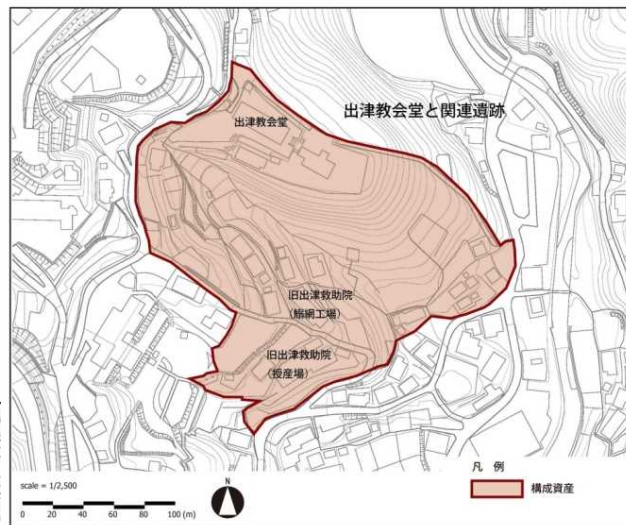 出津教会堂と関連遺跡
出津教会堂
旧出津救助院
（鰯網工場）
旧出津救助院
（授産場）
凡 例
構成資産
scale = 1/2,500
N
0 20 40 60 80 100 (m)